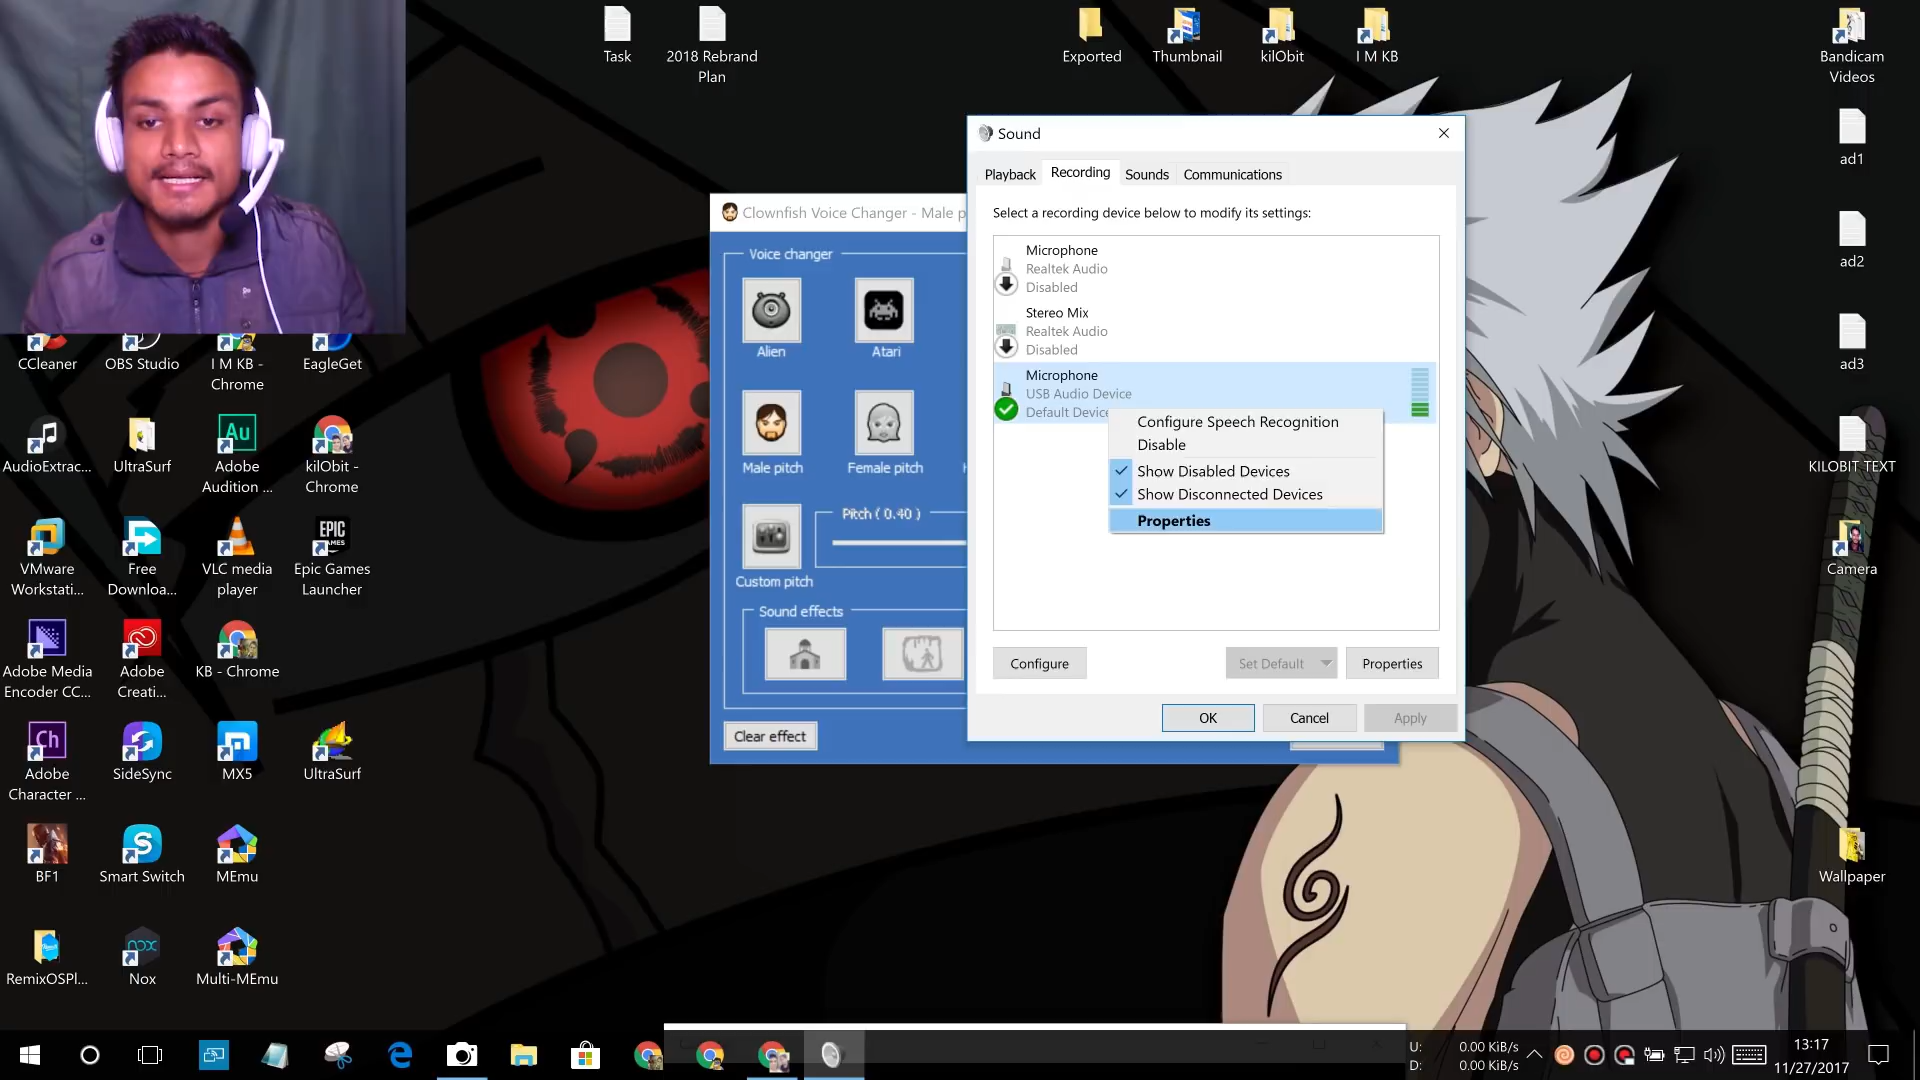 Task
2018 Rebrand
Plan
Exported
Thumbnail
kilObit
I M KB
Bandicam
Videos
ad1
ad2
ad3
KILOBIT TEXT
Camera
Wallpaper
CCleaner
OBS Studio
I M KB -
Chrome
EagleGet
AudioExtrac...
UltraSurf
Au
Adobe
Audition ...
kilObit -
Chrome
VMware
Workstati...
Free
Downloa...
VLC media
player
EPIC
GAMES
Epic Games
Launcher
Adobe Media
Encoder CC...
Adobe
Creati...
KB - Chrome
Ch
Adobe
Character ...
SideSync
MX5
UltraSurf
BF1
Smart Switch
MEmu
RemixOSPl...
nox
Nox
Multi-MEmu
Clownfish Voice Changer - Male p
Voice changer
Alien
Atari
Male pitch
Female pitch
Custom pitch
Pitch ( 0.40 )
Sound effects
Clear effect
Sound
Playback
Recording
Sounds
Communications
Select a recording device below to modify its settings:
Microphone
Realtek Audio
Disabled
Stereo Mix
Realtek Audio
Disabled
Microphone
USB Audio Device
Default Device
Configure Speech Recognition
Disable
Show Disabled Devices
Show Disconnected Devices
Properties
Configure
Set Default
Properties
OK
Cancel
Apply
U: 0.00 KiB/s
D: 0.00 KiB/s
13:17
11/27/2017